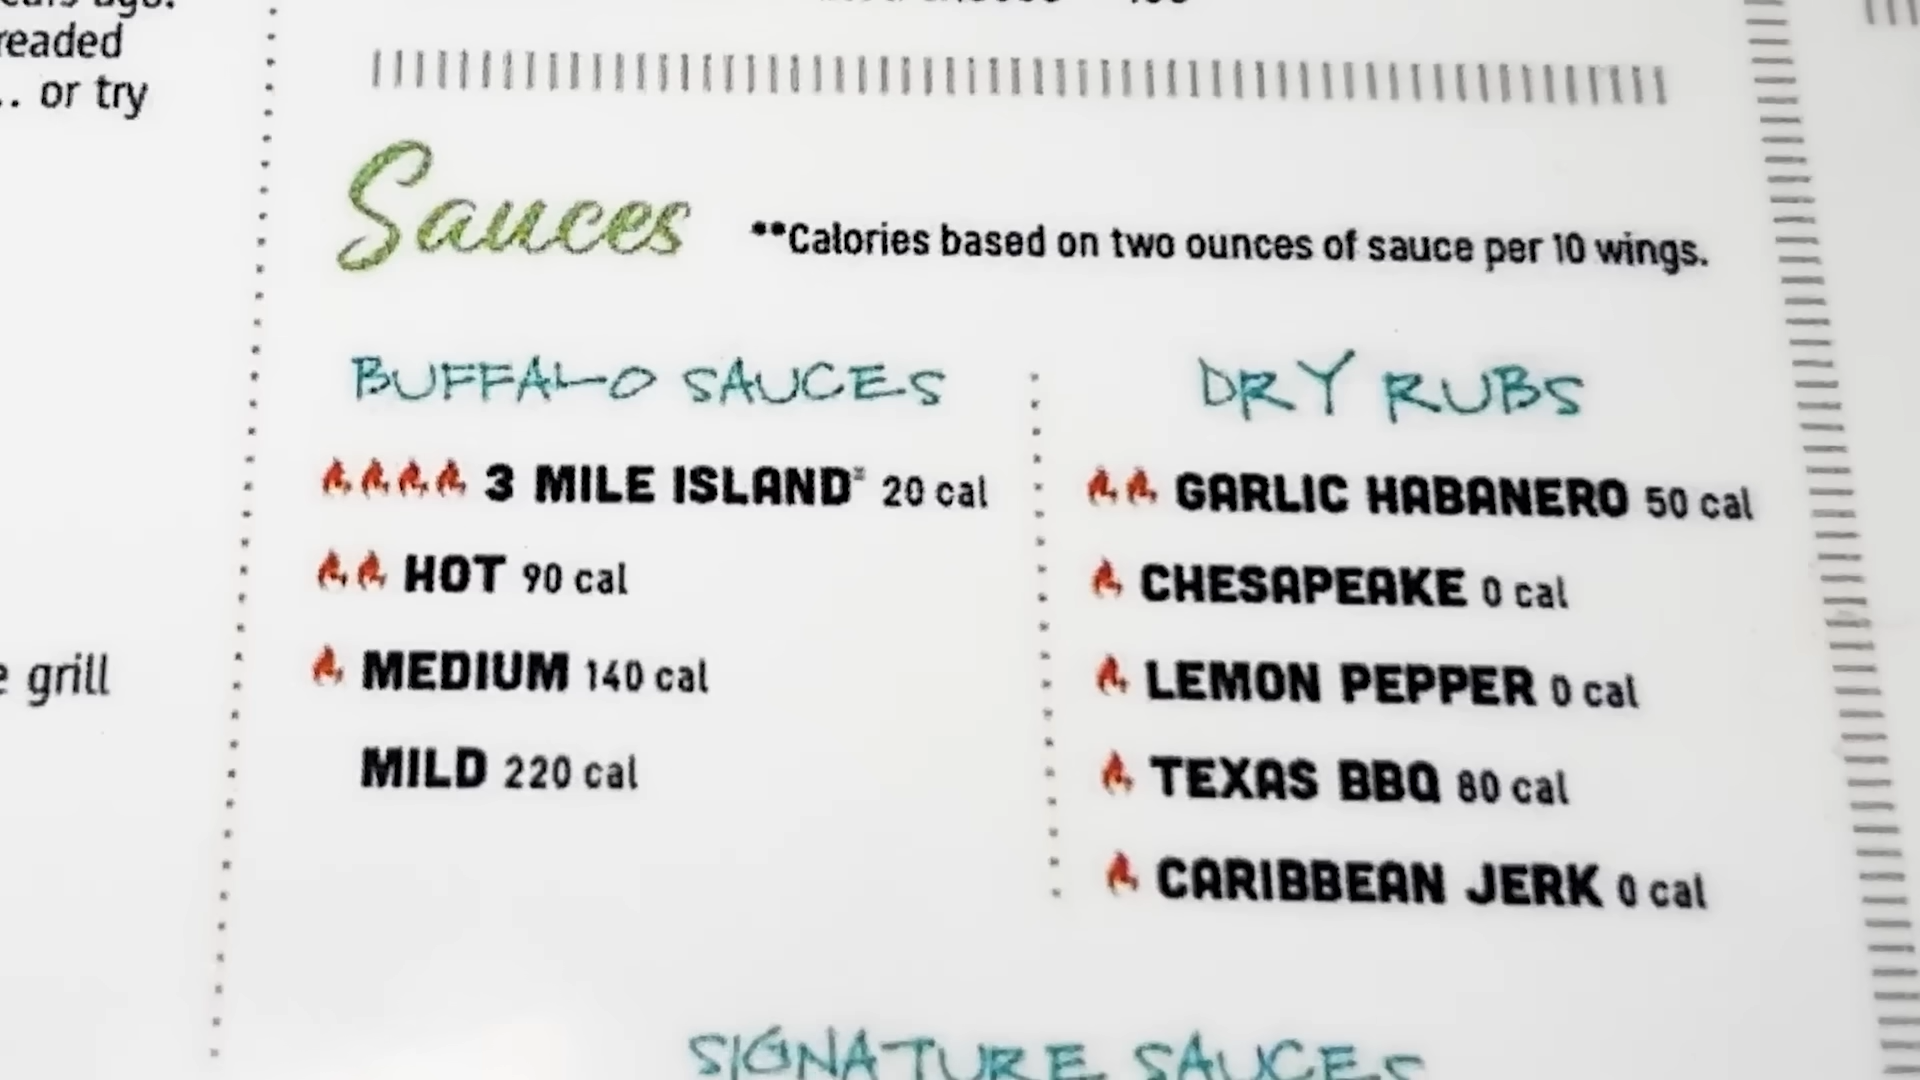 readed
.. or try
Sauces
**Calories based on two ounces of sauce per 10 wings.
BUFFALO SAUCES
3 MILE ISLAND® 20 cal
HOT 90 cal
MEDIUM 140 cal
MILD 220 cal
DRY RUBS
GARLIC HABANERO 50 cal
CHESAPEAKE 0 cal
LEMON PEPPER 0 cal
TEXAS BBQ 80 cal
CARIBBEAN JERK 0 cal
e grill
SIGNATURE SAUCES